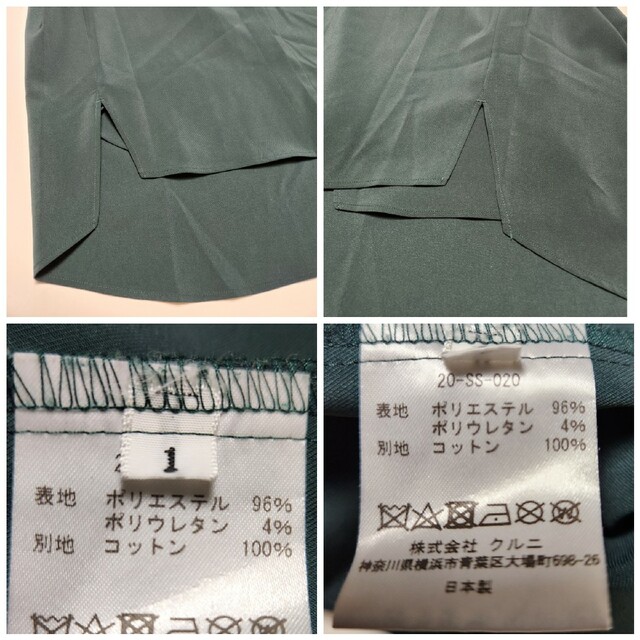 1
表地 ポリエステル 96%
ポリウレタン 4%
別地 コットン 100%
20-SS-020
表地 ポリエステル 96%
ポリウレタン 4%
別地 コットン 100%
株式会社 クルニ
神奈川県横浜市青葉区大場町698-26
日本製